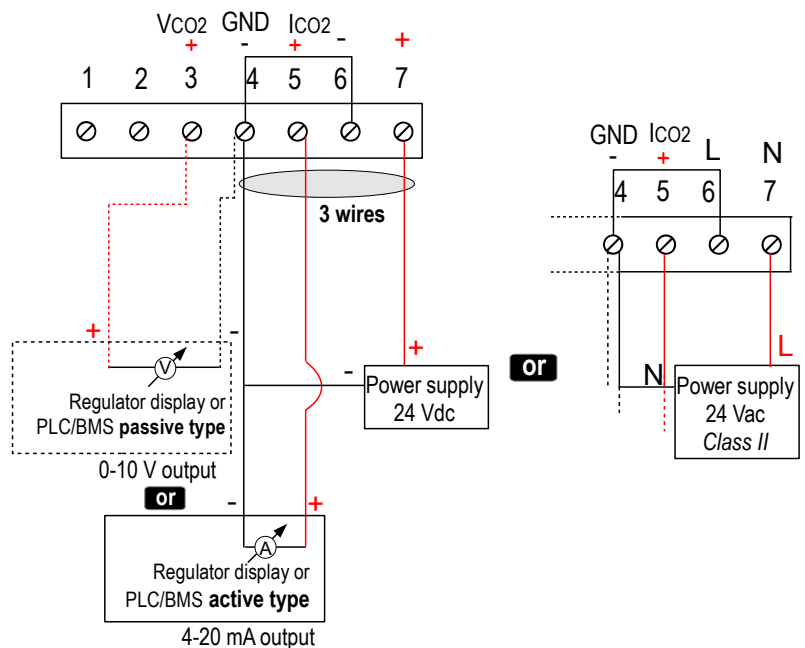 VCO2 GND ICO2
+ - + - +
1 2 3 4 5 6 7
3 wires
+ - - +
V
Regulator display or
PLC/BMS passive type
0-10 V output
Power supply
24 Vdc
or
or
- +
A
Regulator display or
PLC/BMS active type
4-20 mA output
GND ICO2 L N
- +
4 5 6 7
N L
Power supply
24 Vac
Class II